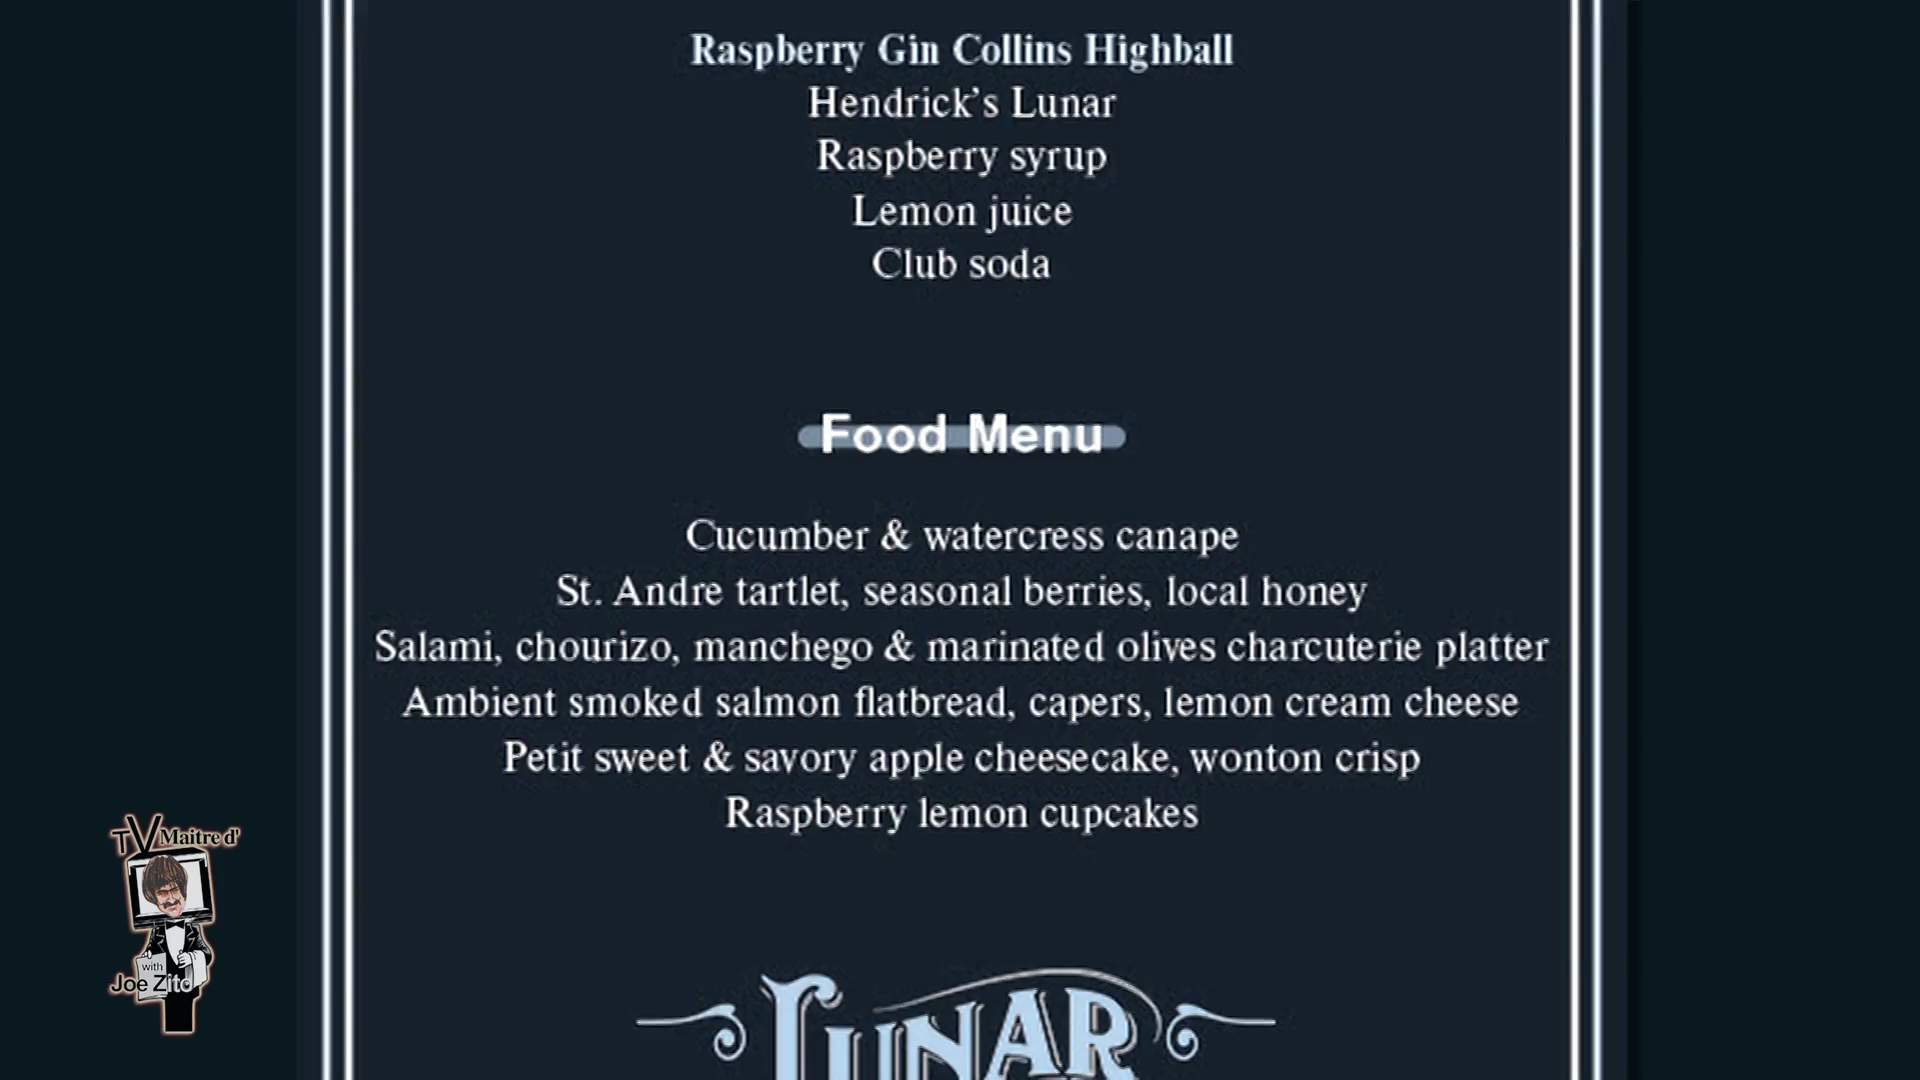 Raspberry Gin Collins Highball
Hendrick's Lunar
Raspberry syrup
Lemon juice
Club soda
Food Menu
Cucumber & watercress canape
St. Andre tartlet, seasonal berries, local honey
Salami, chourizo, manchego & marinated olives charcuterie platter
Ambient smoked salmon flatbread, capers, lemon cream cheese
Petit sweet & savory apple cheesecake, wonton crisp
Raspberry lemon cupcakes
TV Maitre d'
with
Joe Zito
LUNAR